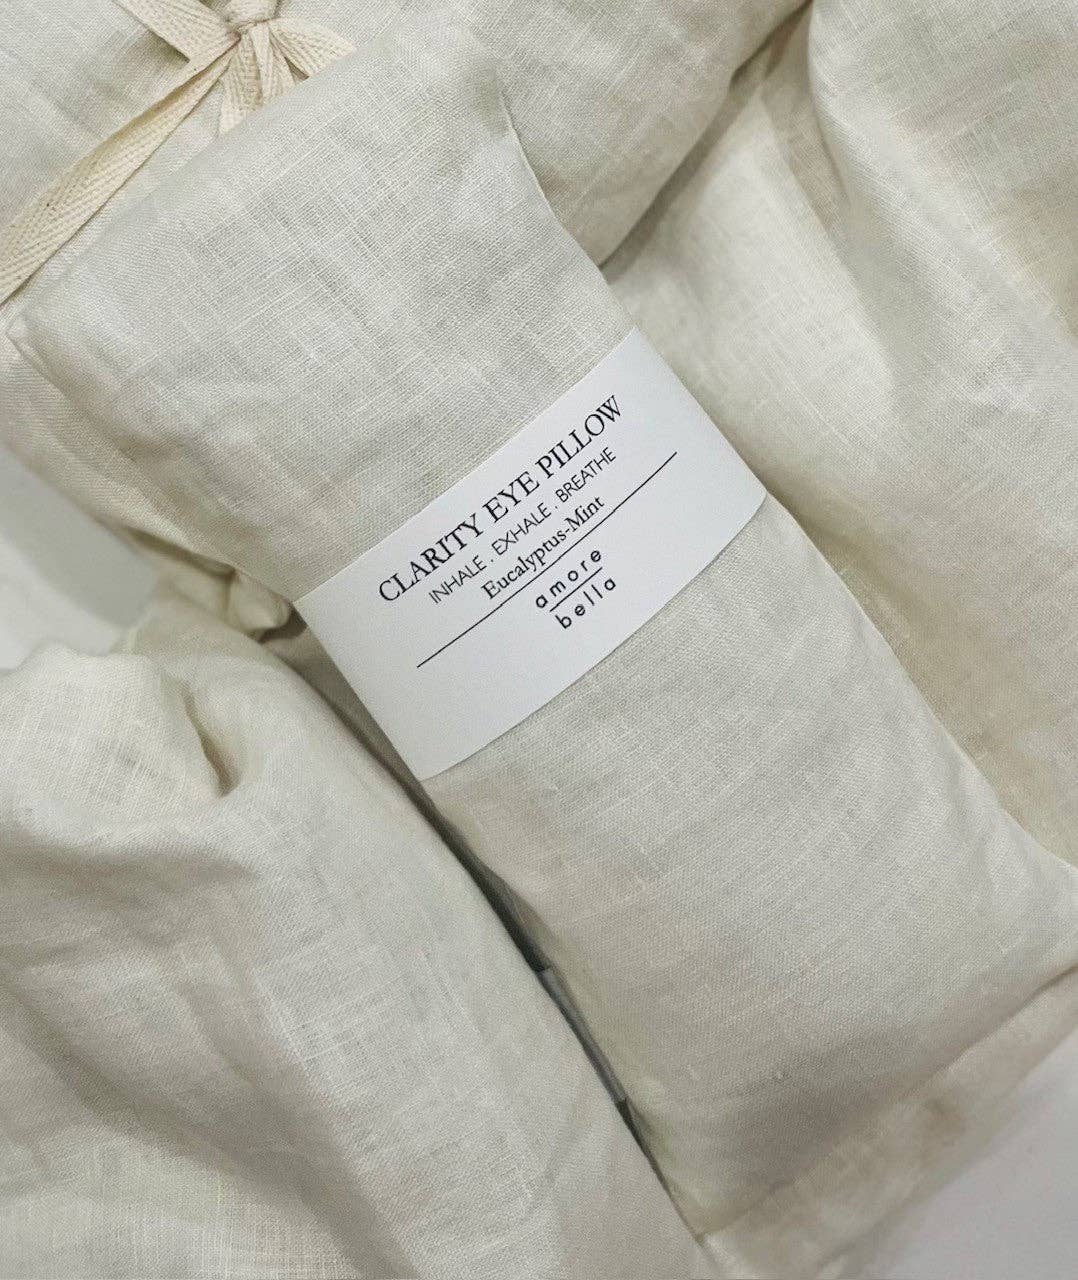 CLARITY EYE PILLOW
INHALE . EXHALE . BREATHE
Eucalyptus-Mint
amore
bella